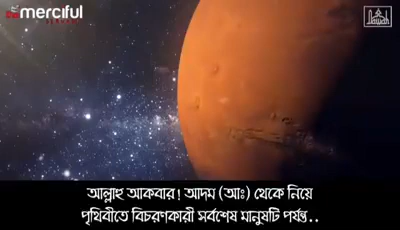 merciful
আল্লাহু আকবার! আদম (আঃ) থেকে নিয়ে
পৃথিবীতে বিচরণকারী সর্বশেষ মানুষটি পর্যন্ত..